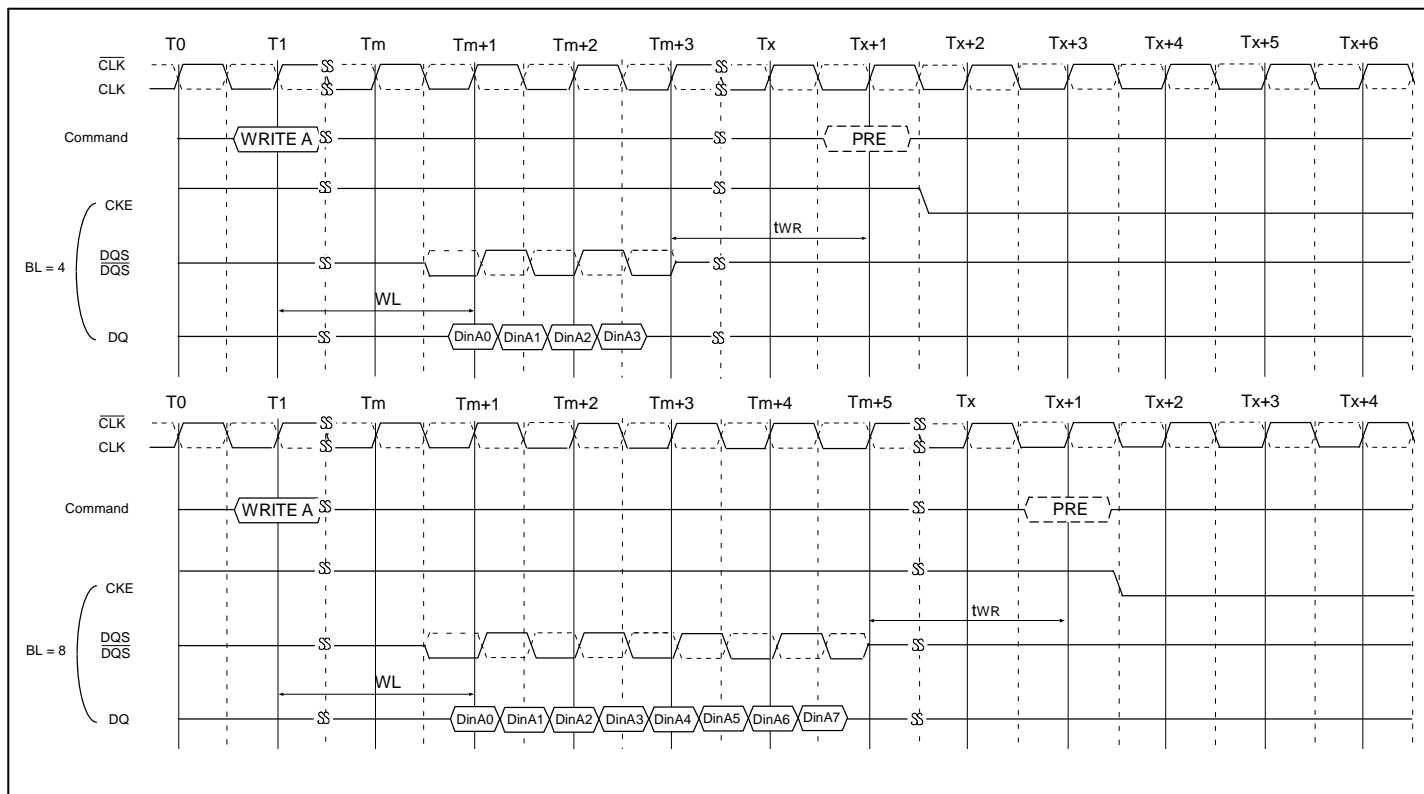 T0 T1 Tm Tm+1 Tm+2 Tm+3 Tx Tx+1 Tx+2 Tx+3 Tx+4 Tx+5 Tx+6
CLK
CLK
Command WRITE A PRE
CKE
tWR
BL = 4
DQS
DQS
WL
DQ DinA0 DinA1 DinA2 DinA3
T0 T1 Tm Tm+1 Tm+2 Tm+3 Tm+4 Tm+5 Tx Tx+1 Tx+2 Tx+3 Tx+4
CLK
CLK
Command WRITE A PRE
CKE
tWR
BL = 8
DQS
DQS
WL
DQ DinA0 DinA1 DinA2 DinA3 DinA4 DinA5 DinA6 DinA7